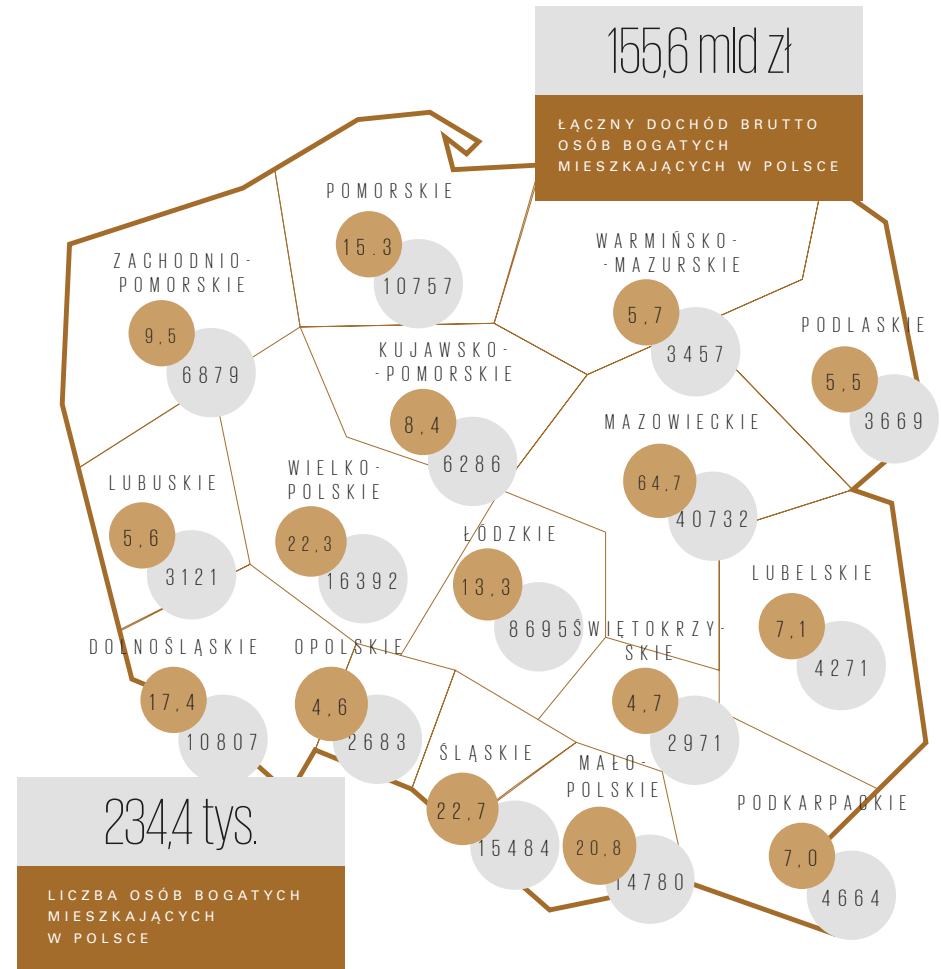 155,6 mld zł
ŁĄCZNY DOCHÓD BRUTTO
OSÓB BOGATYCH
MIESZKAJĄCYCH W POLSCE
POMORSKIE
15.3
10757
WARMIŃSKO-
-MAZURSKIE
5,7
3457
ZACHODNIO-
POMORSKIE
9,5
6879
PODLASKIE
5,5
3669
KUJAWSKO-
-POMORSKIE
8,4
6286
MAZOWIECKIE
64,7
40732
LUBUSKIE
5,6
3121
WIELKO-
POLSKIE
22,3
16392
ŁÓDZKIE
13,3
8695
LUBELSKIE
7,1
4271
DOLNOŚLĄSKIE
17,4
10807
OPOLSKIE
4,6
2683
ŚWIĘTOKRZY-
SKIE
4,7
2971
ŚLĄSKIE
22,7
15484
MAŁO-
POLSKIE
20,8
14780
PODKARPACKIE
7,0
4664
234,4 tys.
LICZBA OSÓB BOGATYCH
MIESZKAJĄCYCH
W POLSCE